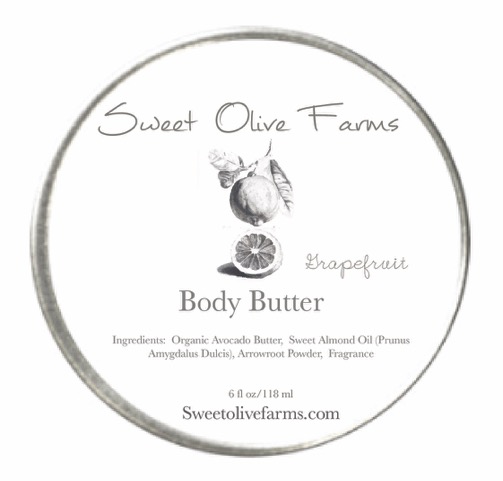 Sweet Olive Farms
Grapefruit
Body Butter
Ingredients: Organic Avocado Butter, Sweet Almond Oil (Prunus
Amygdalus Dulcis), Arrowroot Powder, Fragrance
6 fl oz/118 ml
Sweetolivefarms.com